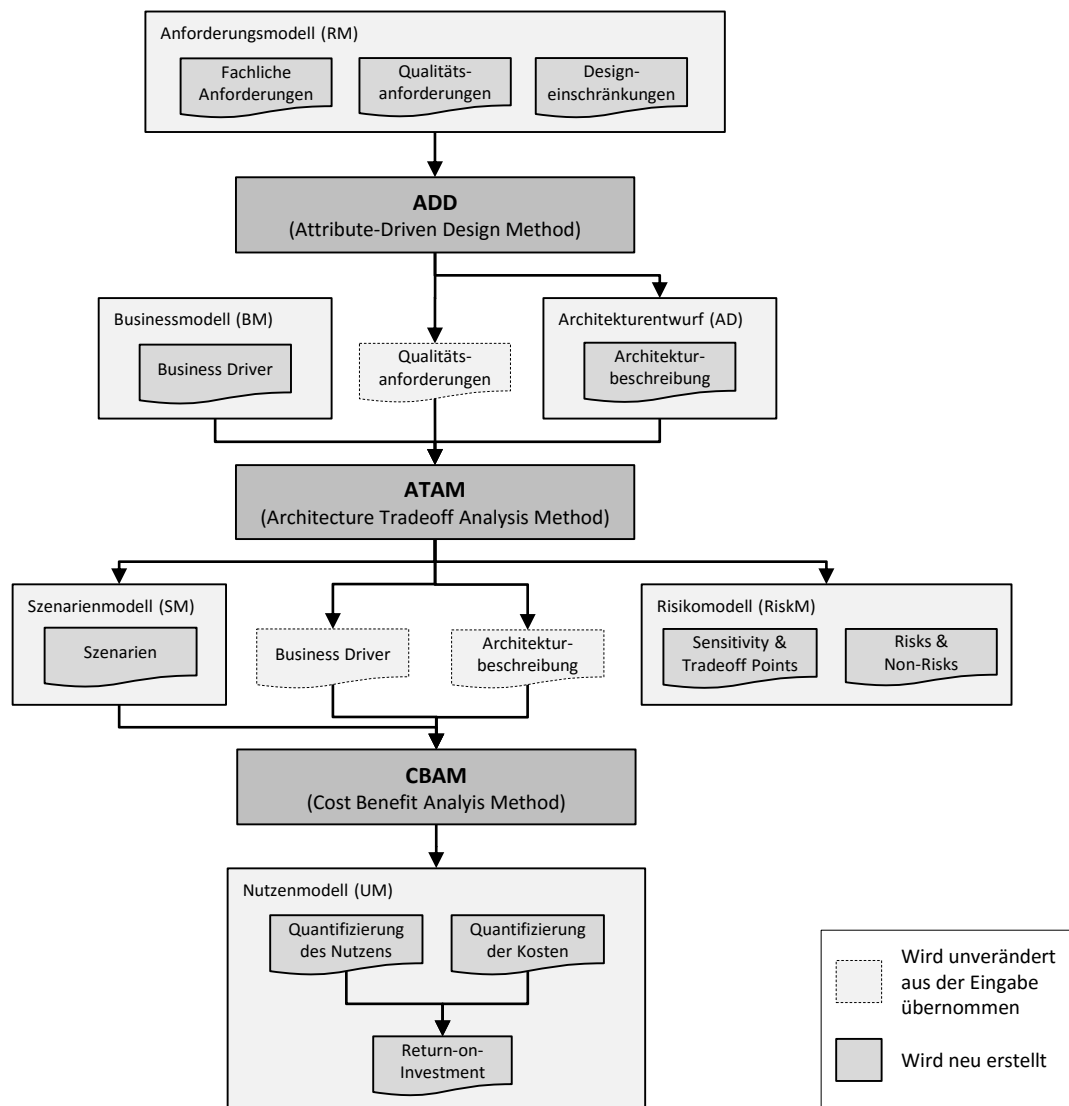 Anforderungsmodell (RM)
Fachliche
Anforderungen
Qualitäts-
anforderungen
Design-
einschränkungen
ADD
(Attribute-Driven Design Method)
Businessmodell (BM)
Business Driver
Qualitäts-
anforderungen
Architekturentwurf (AD)
Architektur-
beschreibung
ATAM
(Architecture Tradeoff Analysis Method)
Szenarienmodell (SM)
Szenarien
Business Driver
Architektur-
beschreibung
Risikomodell (RiskM)
Sensitivity &
Tradeoff Points
Risks &
Non-Risks
CBAM
(Cost Benefit Analyis Method)
Nutzenmodell (UM)
Quantifizierung
des Nutzens
Quantifizierung
der Kosten
Return-on-
Investment
Wird unverändert
aus der Eingabe
übernommen
Wird neu erstellt